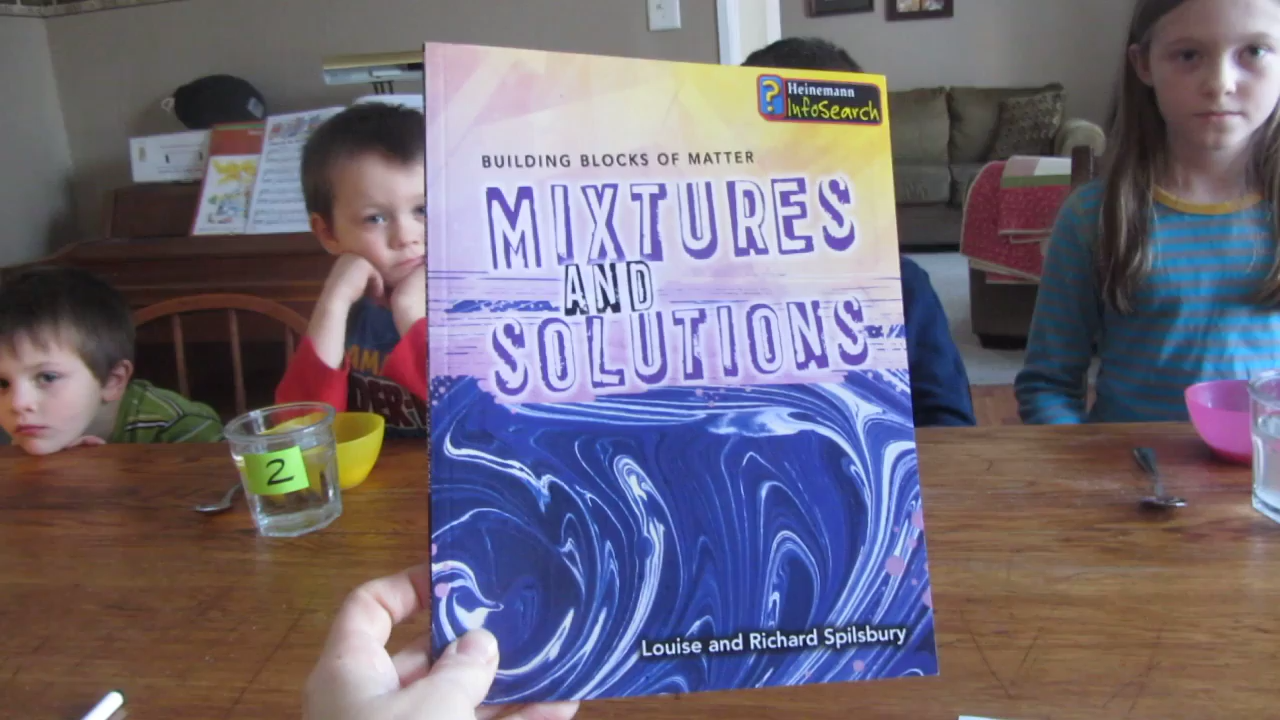 Heinemann
InfoSearch
BUILDING BLOCKS OF MATTER
MIXTURES
AND
SOLUTIONS
2
Louise and Richard Spilsbury